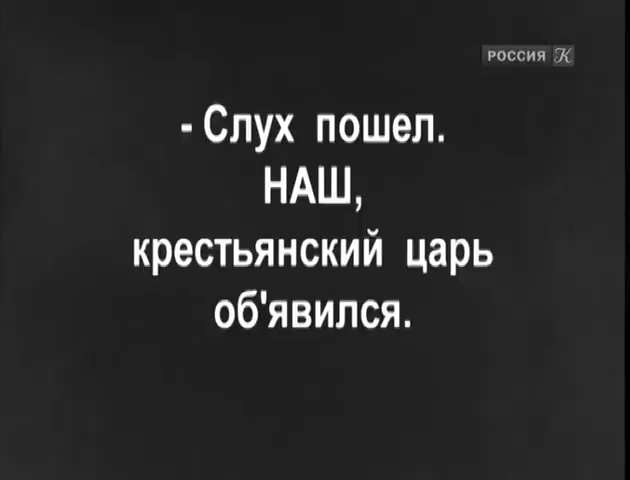 РОССИЯ К
- Слух пошел.
НАШ,
крестьянский царь
об'явился.